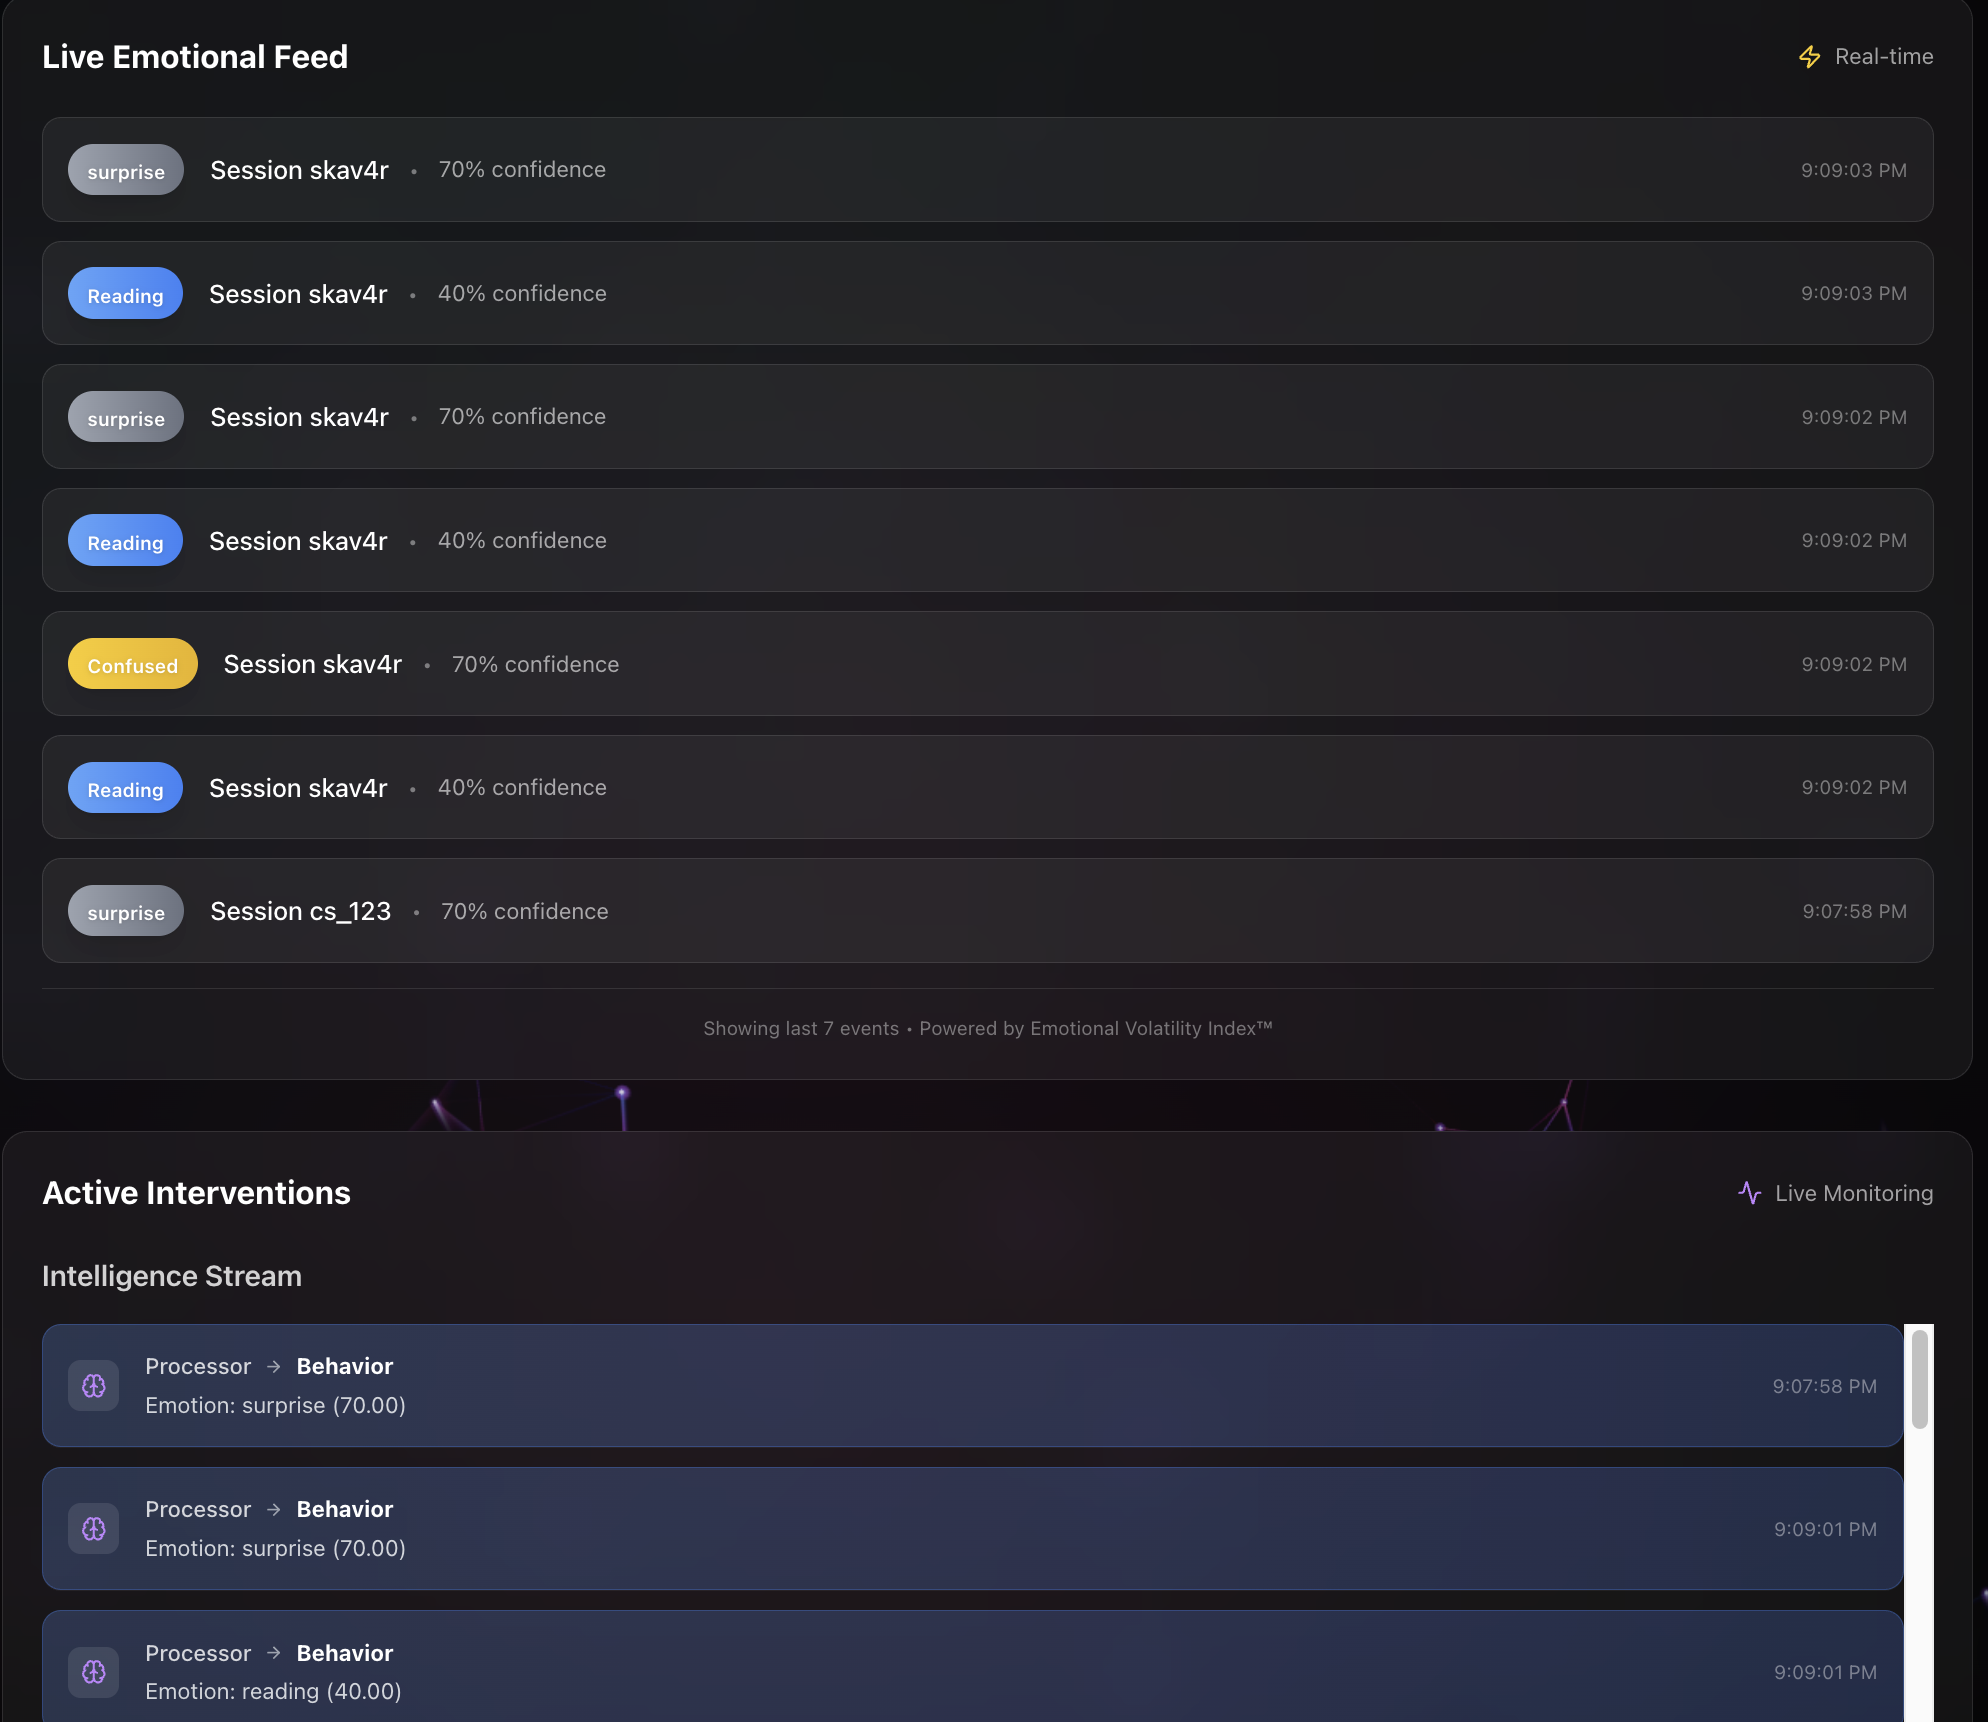 Live Emotional Feed
Real-time
surprise Session skav4r • 70% confidence 9:09:03 PM
Reading Session skav4r • 40% confidence 9:09:03 PM
surprise Session skav4r • 70% confidence 9:09:02 PM
Reading Session skav4r • 40% confidence 9:09:02 PM
Confused Session skav4r • 70% confidence 9:09:02 PM
Reading Session skav4r • 40% confidence 9:09:02 PM
surprise Session cs_123 • 70% confidence 9:07:58 PM
Showing last 7 events • Powered by Emotional Volatility Index™
Active Interventions
Live Monitoring
Intelligence Stream
Processor → Behavior
Emotion: surprise (70.00)
9:07:58 PM
Processor → Behavior
Emotion: surprise (70.00)
9:09:01 PM
Processor → Behavior
Emotion: reading (40.00)
9:09:01 PM